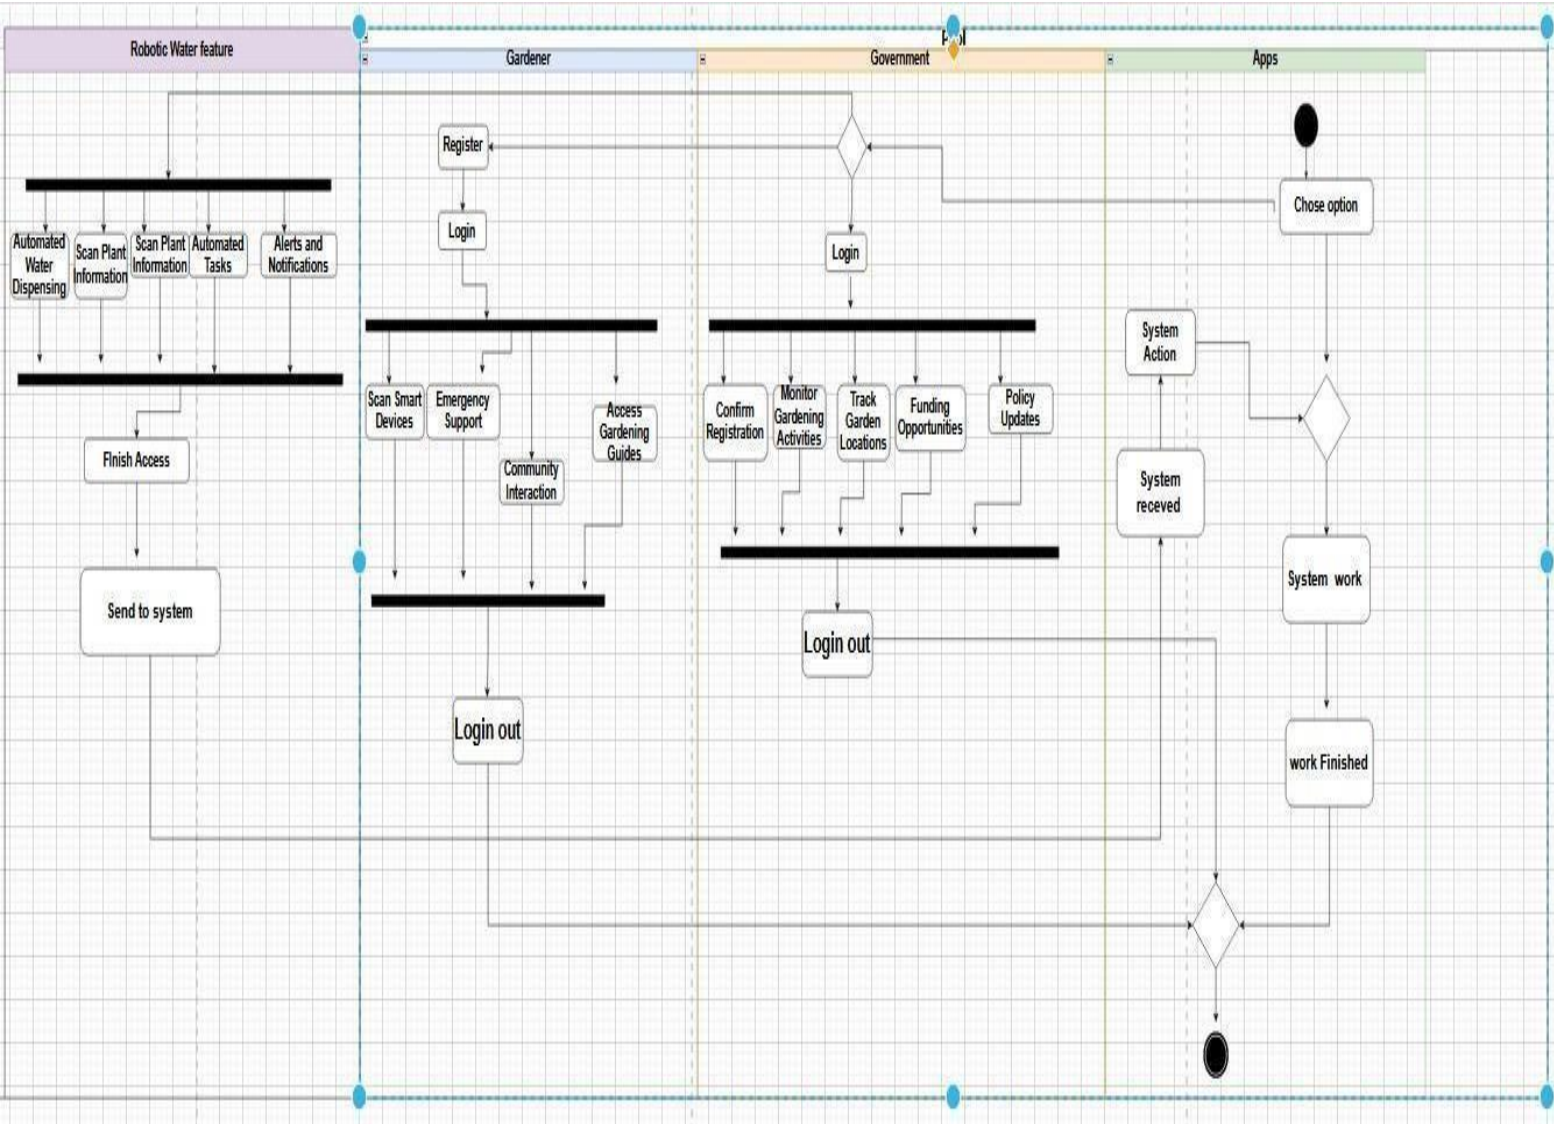 Robotic Water feature
Gardener
Government
Apps
Register
Login
Login
Chose option
Automated
Water
Dispensing
Scan Plant
Information
Scan Plant
Information
Automated
Tasks
Alerts and
Notifications
System
Action
Scan Smart
Devices
Emergency
Support
Community
Interaction
Access
Gardening
Guides
Confirm
Registration
Monitor
Gardening
Activities
Track
Garden
Locations
Funding
Opportunities
Policy
Updates
FInish Access
System
receved
System work
Send to system
Login out
Login out
work Finished